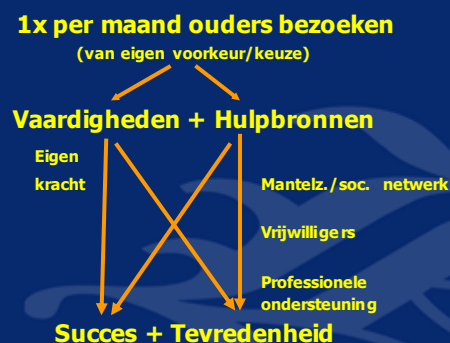 1x per maand ouders bezoeken
(van eigen voorkeur/keuze)
Vaardigheden + Hulpbronnen
Eigen
kracht
Mantelz./soc. netwerk
Vrijwilligers
Professionele
ondersteuning
Succes + Tevredenheid